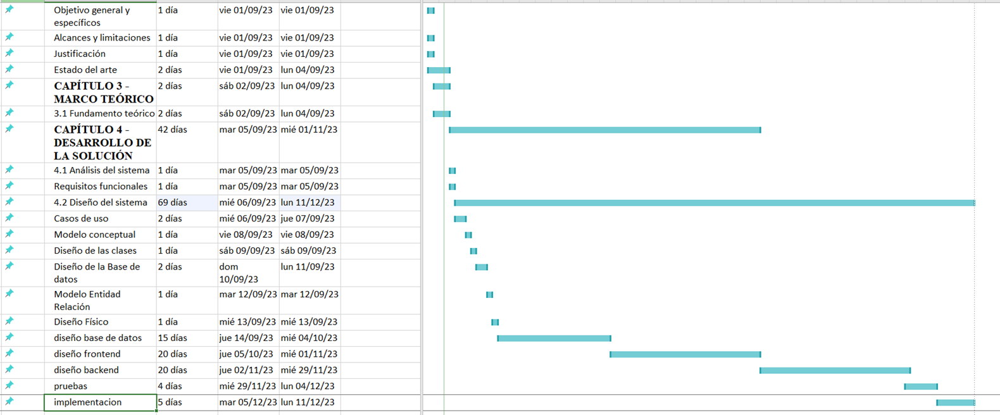 Objetivo general y 1 día vie 01/09/23 vie 01/09/23
específicos
Alcances y limitaciones 1 día vie 01/09/23 vie 01/09/23
Justificación 1 día vie 01/09/23 vie 01/09/23
Estado del arte 2 días vie 01/09/23 lun 04/09/23
CAPÍTULO 3 - 2 días sáb 02/09/23 lun 04/09/23
MARCO TEÓRICO
3.1 Fundamento teórico 2 días sáb 02/09/23 lun 04/09/23
CAPÍTULO 4 - 42 días mar 05/09/23 mié 01/11/23
DESARROLLO DE
LA SOLUCIÓN
4.1 Análisis del sistema 1 día mar 05/09/23 mar 05/09/23
Requisitos funcionales 1 día mar 05/09/23 mar 05/09/23
4.2 Diseño del sistema 69 días mié 06/09/23 lun 11/12/23
Casos de uso 2 días mié 06/09/23 jue 07/09/23
Modelo conceptual 1 día vie 08/09/23 vie 08/09/23
Diseño de las clases 1 día sáb 09/09/23 sáb 09/09/23
Diseño de la Base de 2 días dom lun 11/09/23
datos 10/09/23
Modelo Entidad 1 día mar 12/09/23 mar 12/09/23
Relación
Diseño Físico 1 día mié 13/09/23 mié 13/09/23
diseño base de datos 15 días jue 14/09/23 mié 04/10/23
diseño frontend 20 días jue 05/10/23 mié 01/11/23
diseño backend 20 días jue 02/11/23 mié 29/11/23
pruebas 4 días mié 29/11/23 lun 04/12/23
implementacion 5 días mar 05/12/23 lun 11/12/23